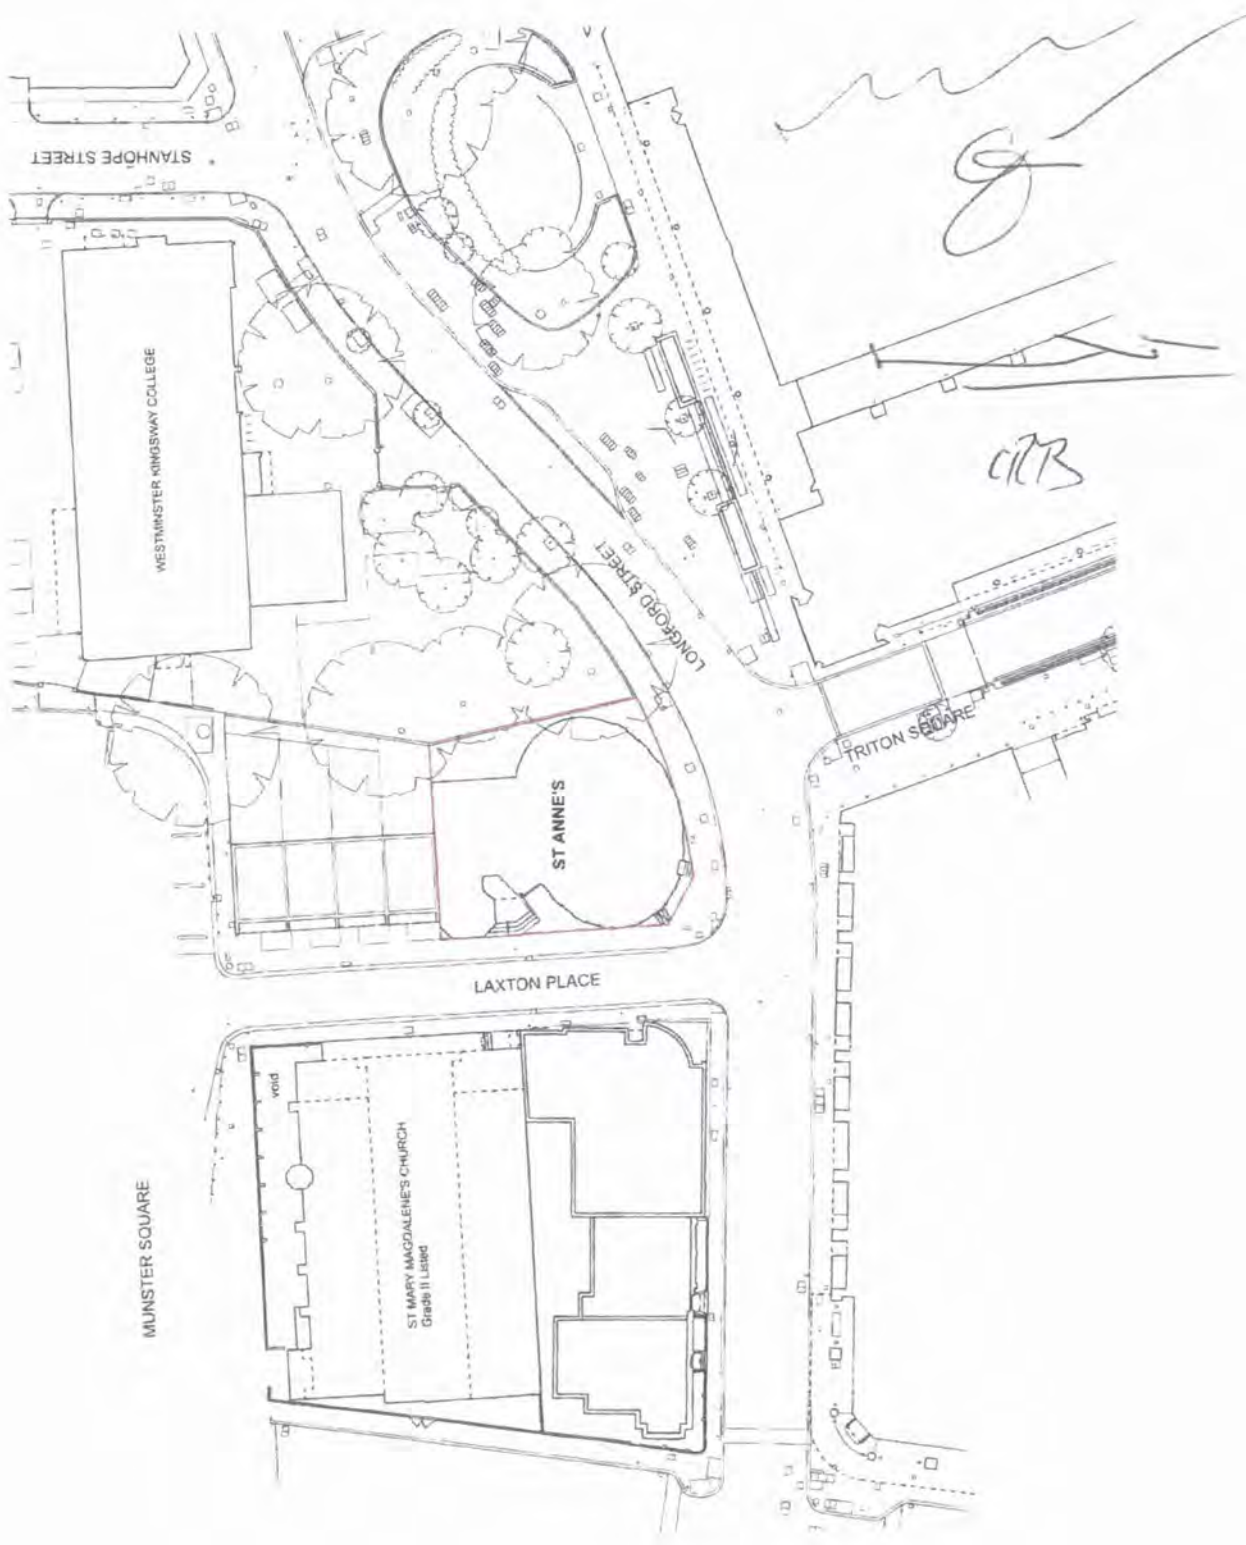 STANHOPE STREET
WESTMINSTER KINGSWAY COLLEGE
LONGFORD STREET
TRITON SQUARE
ST ANNE'S
LAXTON PLACE
void
ST MARY MAGDALENE'S CHURCH
Grade II Listed
MUNSTER SQUARE